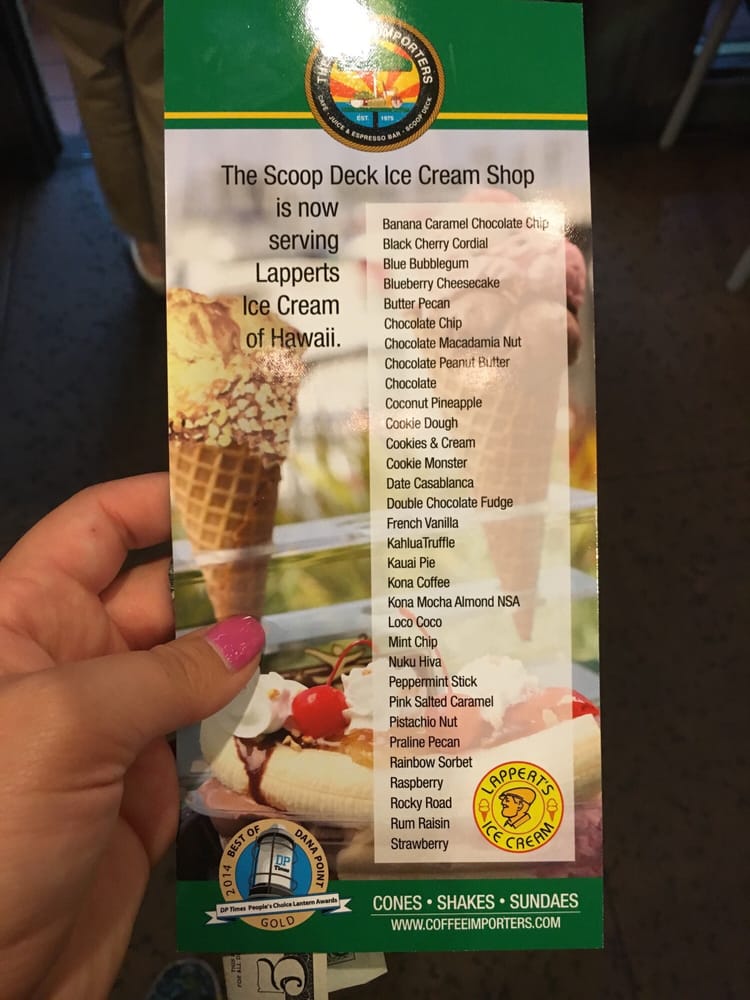 THE IMPORTERS
CAFE • JUICE & ESPRESSO BAR • SCOOP DECK
EST. 1975
The Scoop Deck Ice Cream Shop
is now
serving
Lapperts
Ice Cream
of Hawaii.
Banana Caramel Chocolate Chip
Black Cherry Cordial
Blue Bubblegum
Blueberry Cheesecake
Butter Pecan
Chocolate Chip
Chocolate Macadamia Nut
Chocolate Peanut Butter
Chocolate
Coconut Pineapple
Cookie Dough
Cookies & Cream
Cookie Monster
Date Casablanca
Double Chocolate Fudge
French Vanilla
KahluaTruffle
Kauai Pie
Kona Coffee
Kona Mocha Almond NSA
Loco Coco
Mint Chip
Nuku Hiva
Peppermint Stick
Pink Salted Caramel
Pistachio Nut
Praline Pecan
Rainbow Sorbet
Raspberry
Rocky Road
Rum Raisin
Strawberry
LAPPERT'S
ICE CREAM
2014 BEST OF DANA POINT
DP
Times
DP Times People's Choice Lantern Awards
GOLD
CONES • SHAKES • SUNDAES
WWW.COFFEEIMPORTERS.COM